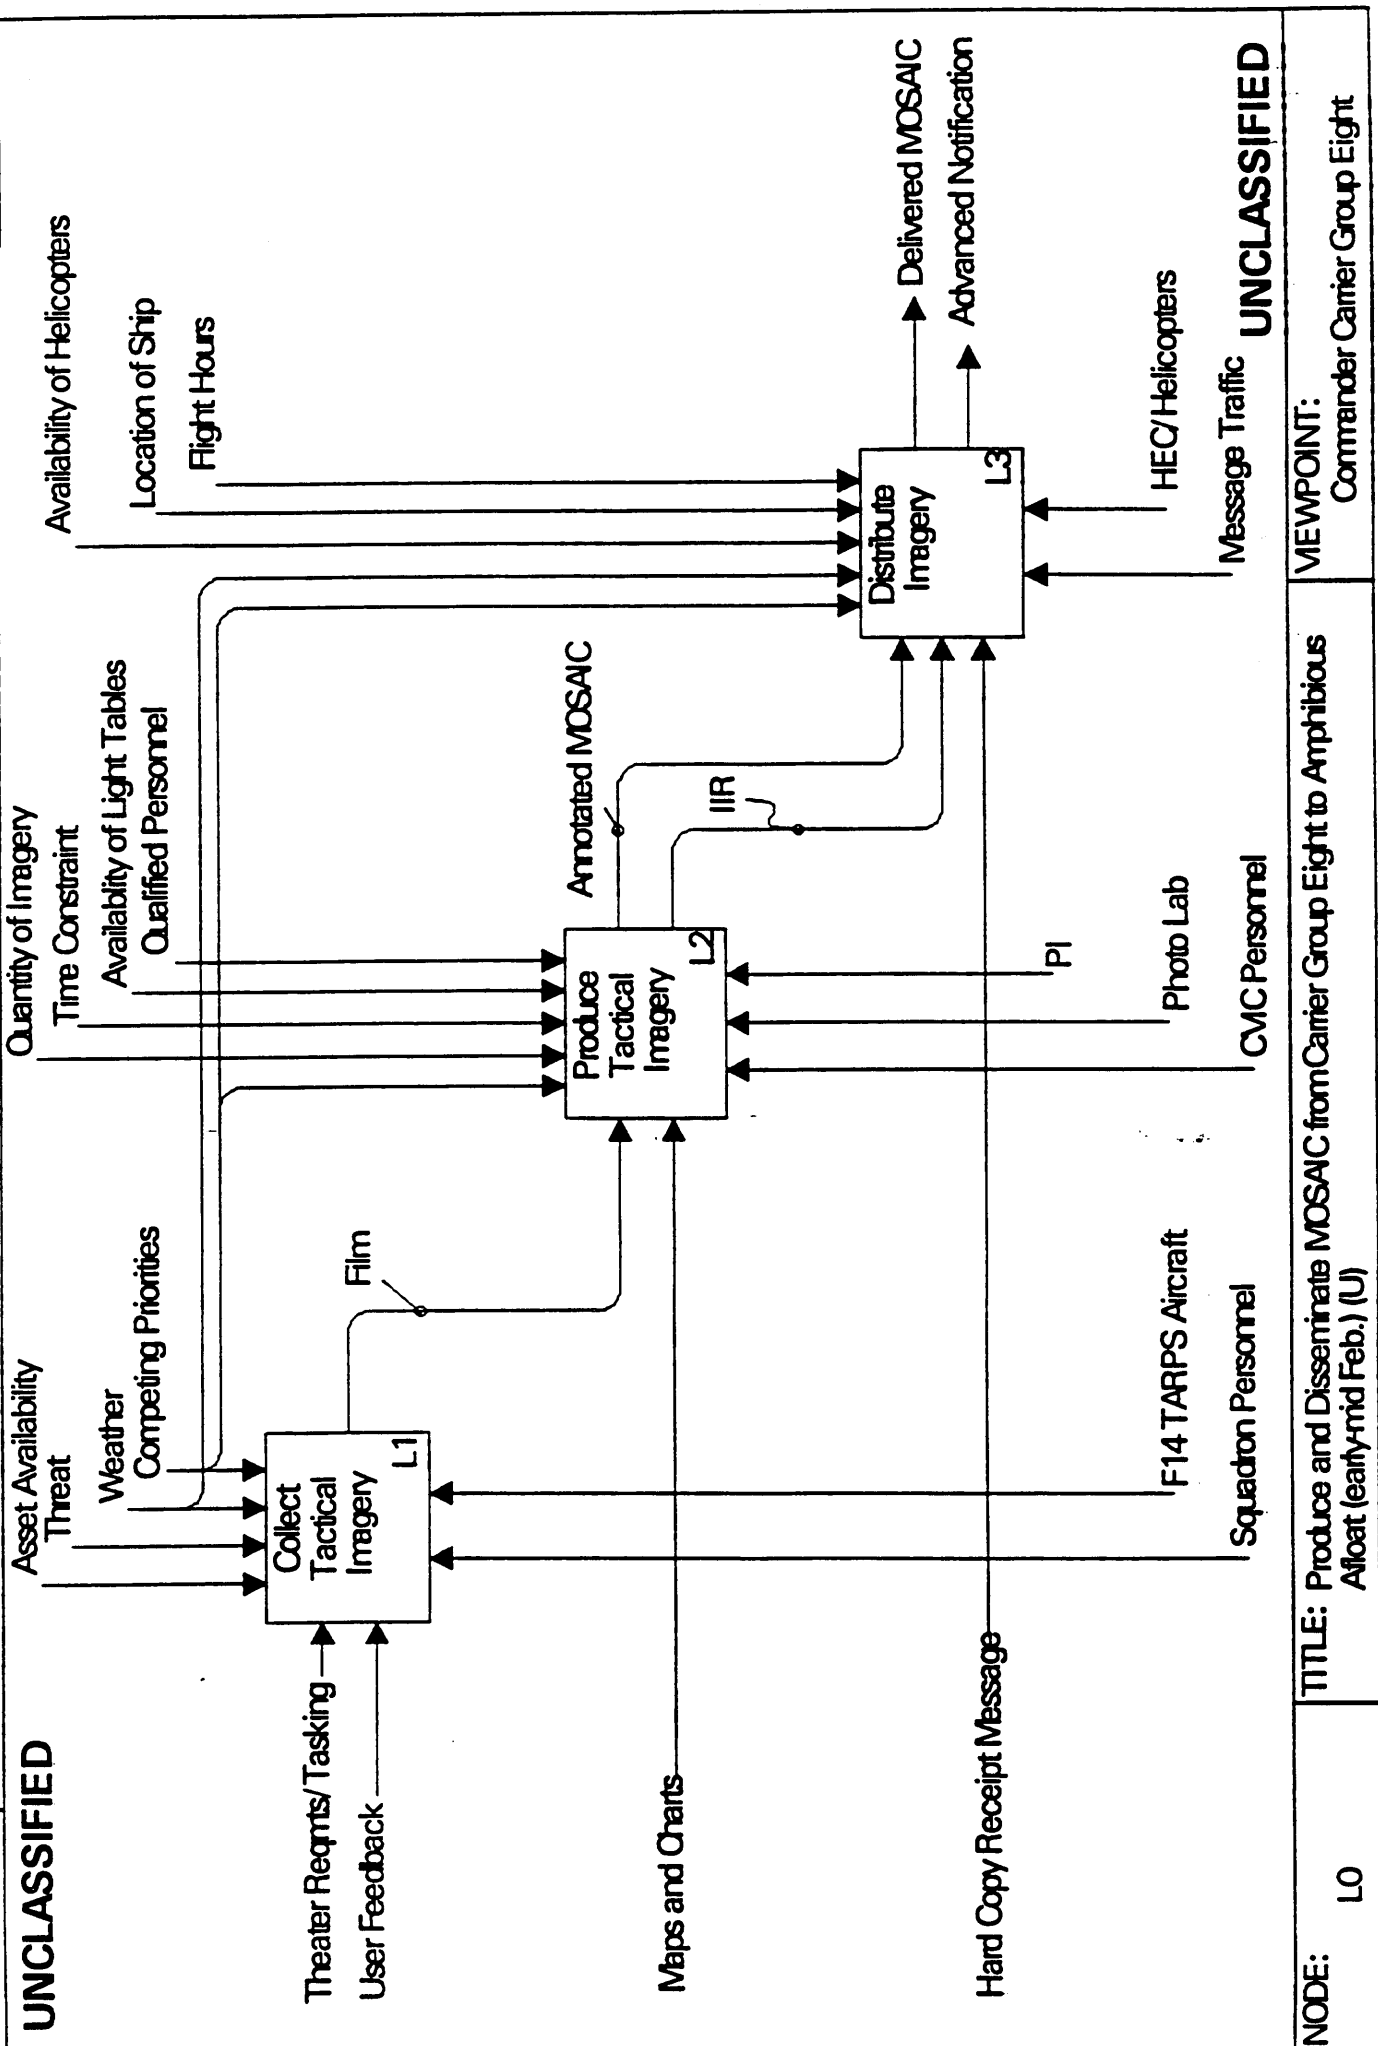 UNCLASSIFIED
Asset Availability
Threat
Weather
Competing Priorities
Quantity of Imagery
Time Constraint
Availablity of Light Tables
Qualified Personnel
Availability of Helicopters
Location of Ship
Flight Hours
Theater Reqmts/Tasking
User Feedback
Collect
Tactical
Imagery
L1
Film
Maps and Charts
Produce
Tactical
Imagery
L2
Annotated MOSAIC
IIR
Hard Copy Receipt Message
Distribute
Imagery
L3
Delivered MOSAIC
Advanced Notification
F14 TARPS Aircraft
Squadron Personnel
PI
Photo Lab
CVIC Personnel
HEC/Helicopters
Message Traffic
UNCLASSIFIED
NODE:
L0
TITLE: Produce and Disseminate MOSAIC from Carrier Group Eight to Amphibious
Afloat (early-mid Feb.) (U)
VIEWPOINT:
Commander Carrier Group Eight